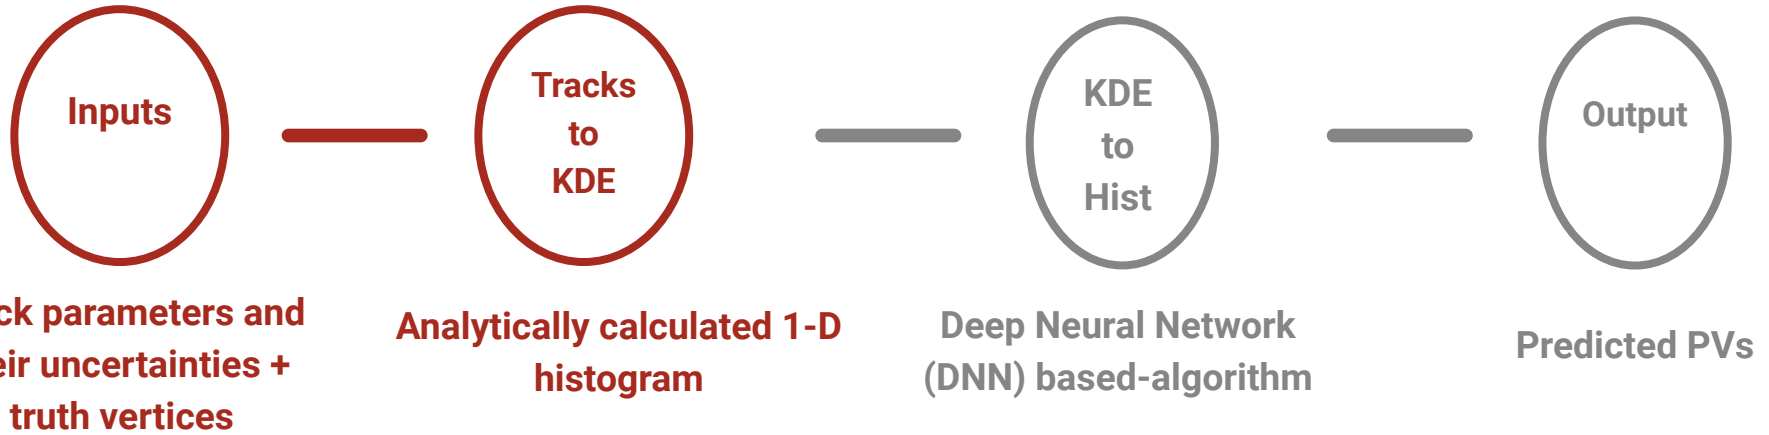 Inputs
Tracks
to
KDE
KDE
to
Hist
Output
ck parameters and
eir uncertainties +
truth vertices
Analytically calculated 1-D
histogram
Deep Neural Network
(DNN) based-algorithm
Predicted PVs